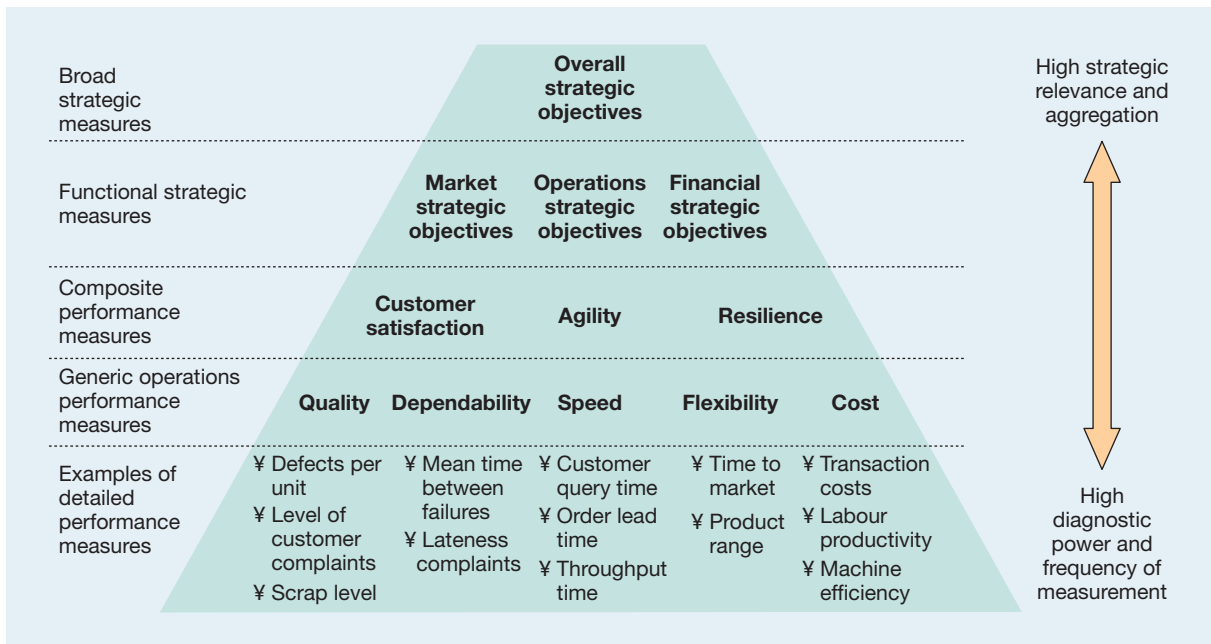 Broad
strategic
measures
Overall
strategic
objectives
High strategic
relevance and
aggregation
Functional strategic
measures
Market
strategic
objectives
Operations
strategic
objectives
Financial
strategic
objectives
Composite
performance
measures
Customer
satisfaction
Agility
Resilience
Generic operations
performance
measures
Quality
Dependability
Speed
Flexibility
Cost
Examples of
detailed
performance
measures
¥ Defects per
unit
¥ Level of
customer
complaints
¥ Scrap level
¥ Mean time
between
failures
¥ Lateness
complaints
¥ Customer
query time
¥ Order lead
time
¥ Throughput
time
¥ Time to
market
¥ Product
range
¥ Transaction
costs
¥ Labour
productivity
¥ Machine
efficiency
High
diagnostic
power and
frequency of
measurement